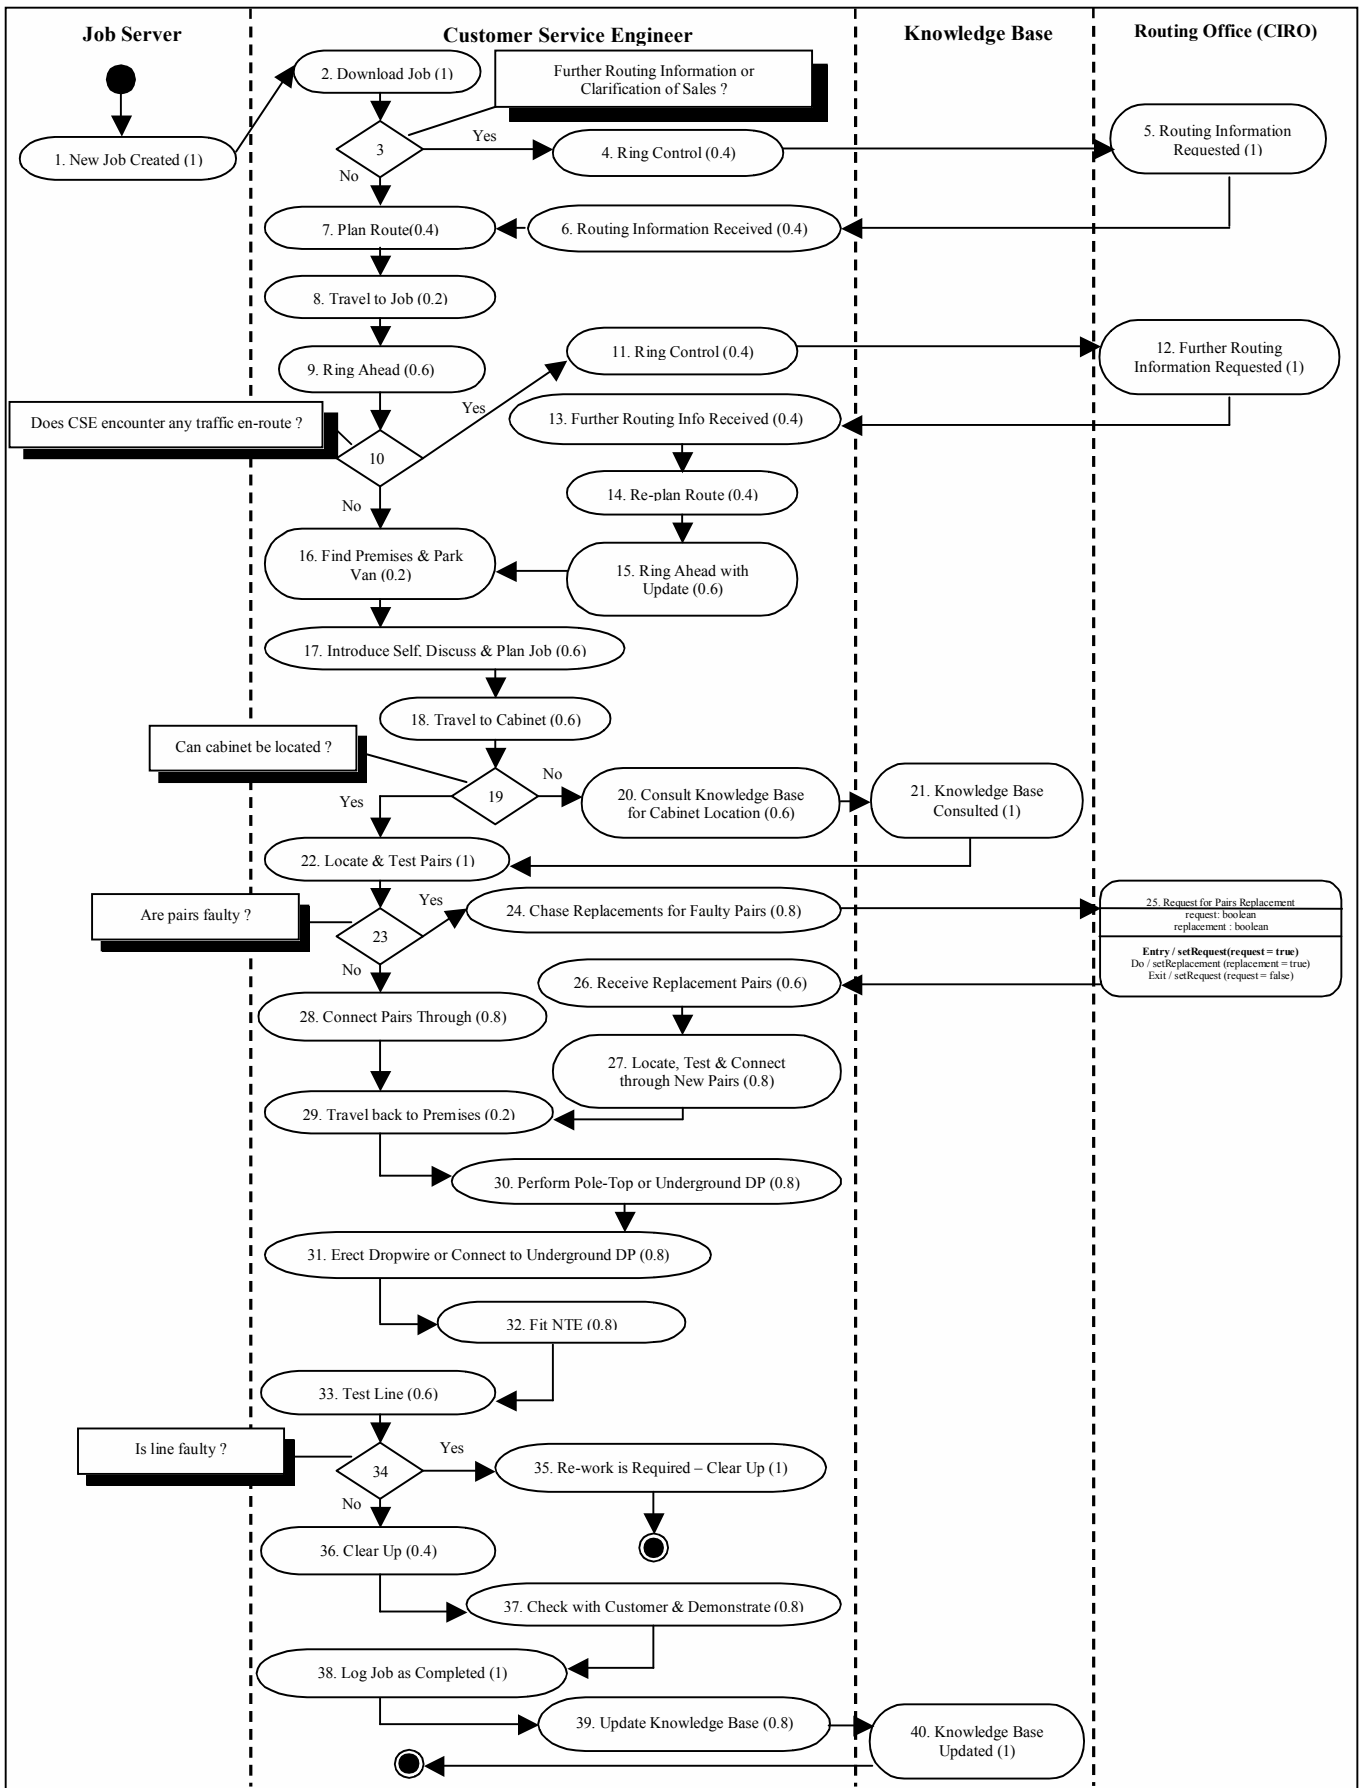 Job Server
Customer Service Engineer
Knowledge Base
Routing Office (CIRO)
2. Download Job (1)
Further Routing Information or
Clarification of Sales ?
1. New Job Created (1)
3
Yes
No
4. Ring Control (0.4)
5. Routing Information
Requested (1)
7. Plan Route(0.4)
6. Routing Information Received (0.4)
8. Travel to Job (0.2)
9. Ring Ahead (0.6)
11. Ring Control (0.4)
12. Further Routing
Information Requested (1)
Does CSE encounter any traffic en-route ?
Yes
10
No
13. Further Routing Info Received (0.4)
14. Re-plan Route (0.4)
16. Find Premises & Park
Van (0.2)
15. Ring Ahead with
Update (0.6)
17. Introduce Self, Discuss & Plan Job (0.6)
18. Travel to Cabinet (0.6)
Can cabinet be located ?
19
No
Yes
20. Consult Knowledge Base
for Cabinet Location (0.6)
21. Knowledge Base
Consulted (1)
22. Locate & Test Pairs (1)
Are pairs faulty ?
Yes
23
No
24. Chase Replacements for Faulty Pairs (0.8)
25. Request for Pairs Replacement
request: boolean
replacement : boolean
Entry / setRequest(request = true)
Do / setReplacement (replacement = true)
Exit / setRequest (request = false)
26. Receive Replacement Pairs (0.6)
28. Connect Pairs Through (0.8)
27. Locate, Test & Connect
through New Pairs (0.8)
29. Travel back to Premises (0.2)
30. Perform Pole-Top or Underground DP (0.8)
31. Erect Dropwire or Connect to Underground DP (0.8)
32. Fit NTE (0.8)
33. Test Line (0.6)
Is line faulty ?
Yes
34
No
35. Re-work is Required – Clear Up (1)
36. Clear Up (0.4)
37. Check with Customer & Demonstrate (0.8)
38. Log Job as Completed (1)
39. Update Knowledge Base (0.8)
40. Knowledge Base
Updated (1)